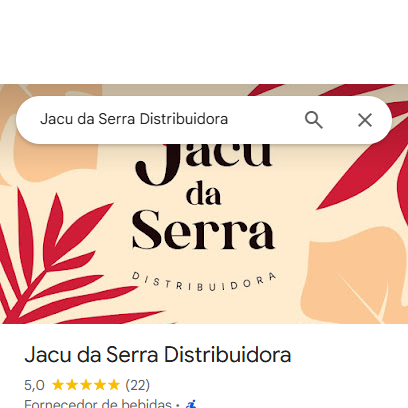 Jacu da Serra Distribuidora
Jacu
da
Serra
DISTRIBUIDORA
Jacu da Serra Distribuidora
5,0 ★★★★★ (22)
Fornecedor de bebidas ·